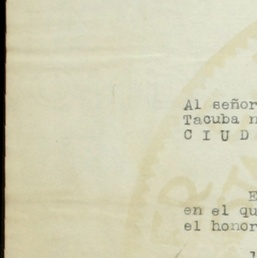 Al señor
Tacuba n
C I U D
E
en el qu
el honor